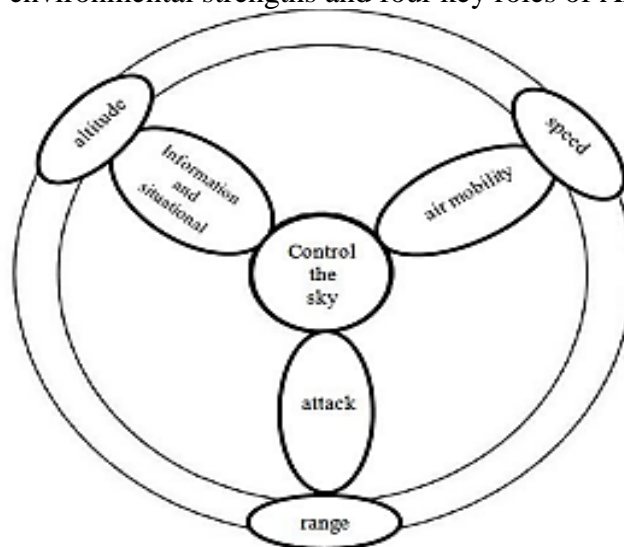 environmental strengths and four key roles of
altitude
speed
Information
and
situational
air mobility
Control
the
sky
attack
range